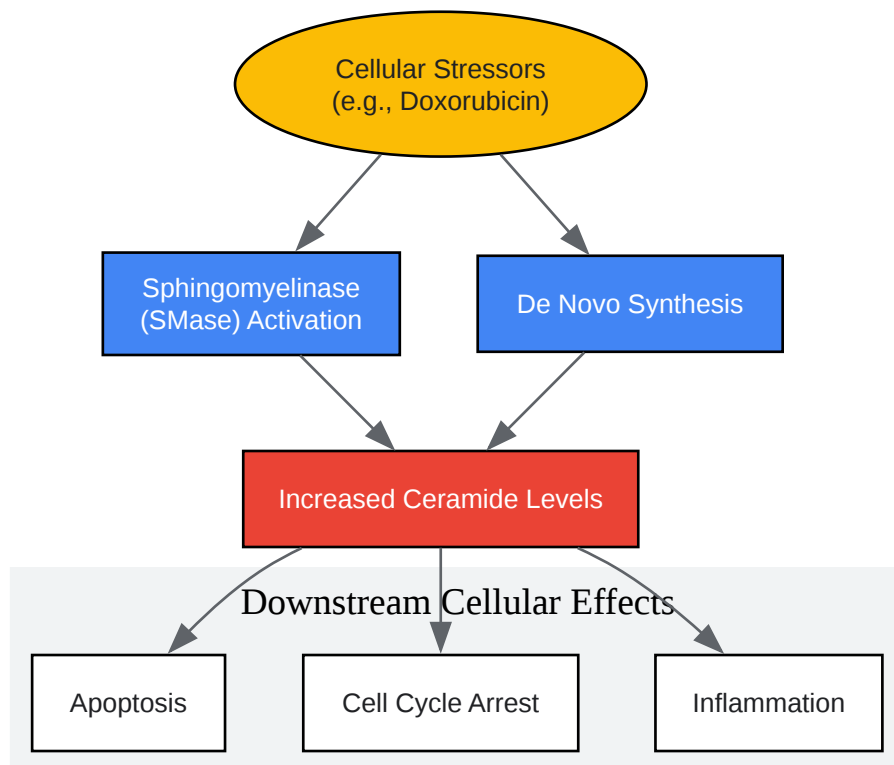 Cellular Stressors
(e.g., Doxorubicin)
Sphingomyelinase
(SMase) Activation
De Novo Synthesis
Increased Ceramide Levels
Downstream Cellular Effects
Apoptosis
Cell Cycle Arrest
Inflammation